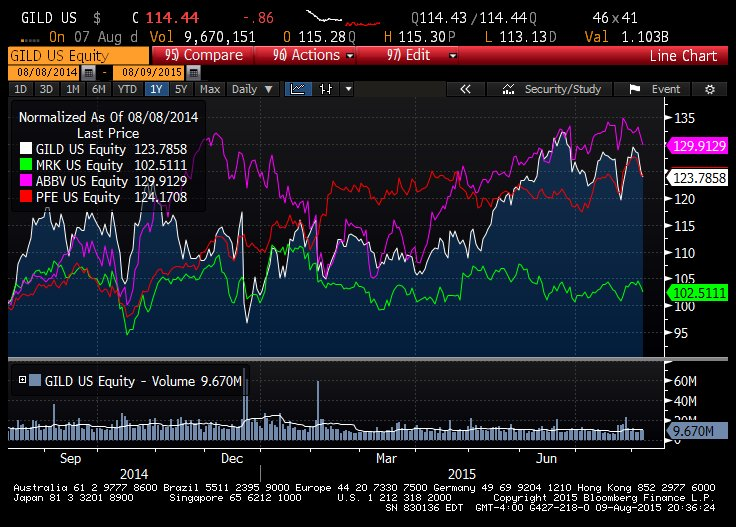 GILD US $ C 114.44 -.86 Q114.43/114.44Q 46×41
On 07 Aug d Vol 9,670,151 O 115.28Q H 115.30P L 113.13D Val 1.103B
GILD US Equity 95) Compare 96) Actions 97) Edit Line Chart
08/08/2014 - 08/09/2015
1D 3D 1M 6M YTD 1Y 5Y Max Daily Security/Study Event
Normalized As Of 08/08/2014
Last Price
GILD US Equity 123.7858
MRK US Equity 102.5111
ABBV US Equity 129.9129
PFE US Equity 124.1708
135
129.9129
123.7858
120
115
110
105
102.5111
100
95
GILD US Equity - Volume 9.670M
60M
40M
20M
9.670M
0
Sep Dec Mar Jun
2014 2015
Australia 61 2 9777 8600 Brazil 5511 2395 9000 Europe 44 20 7330 7500 Germany 49 69 9204 1210 Hong Kong 852 2977 6000
Japan 81 3 3201 8900 Singapore 65 6212 1000 U.S. 1 212 318 2000 Copyright 2015 Bloomberg Finance L.P.
SN 830136 EDT GMT-4:00 G427-218-0 09-Aug-2015 20:36:24